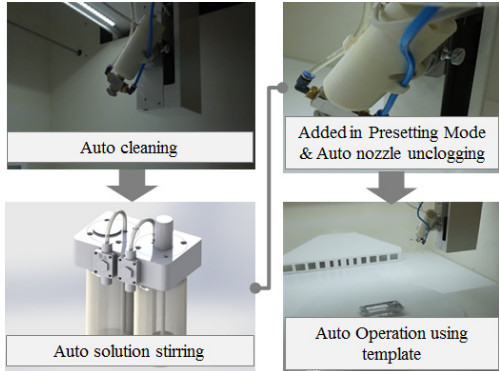 Auto cleaning
Auto solution stirring
Added in Presetting Mode
& Auto nozzle unclogging
Auto Operation using
template